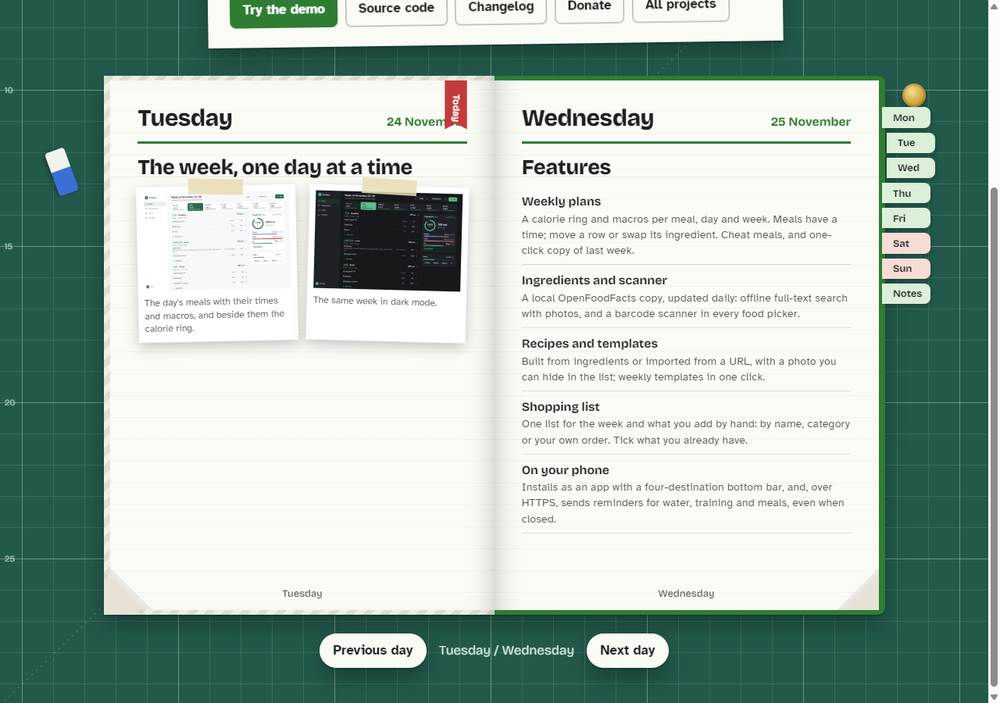 Try the demo
Source code
Changelog
Donate
All projects
10
15
20
25
Tuesday
24 Novem
Today
The week, one day at a time
The day's meals with their times
and macros, and beside them the
calorie ring.
The same week in dark mode.
Tuesday
Wednesday
25 November
Features
Weekly plans
A calorie ring and macros per meal, day and week. Meals have a
time; move a row or swap its ingredient. Cheat meals, and one-
click copy of last week.
Ingredients and scanner
A local OpenFoodFacts copy, updated daily: offline full-text search
with photos, and a barcode scanner in every food picker.
Recipes and templates
Built from ingredients or imported from a URL, with a photo you
can hide in the list; weekly templates in one click.
Shopping list
One list for the week and what you add by hand: by name, category
or your own order. Tick what you already have.
On your phone
Installs as an app with a four-destination bottom bar, and, over
HTTPS, sends reminders for water, training and meals, even when
closed.
Wednesday
Mon
Tue
Wed
Thu
Fri
Sat
Sun
Notes
Previous day
Tuesday / Wednesday
Next day